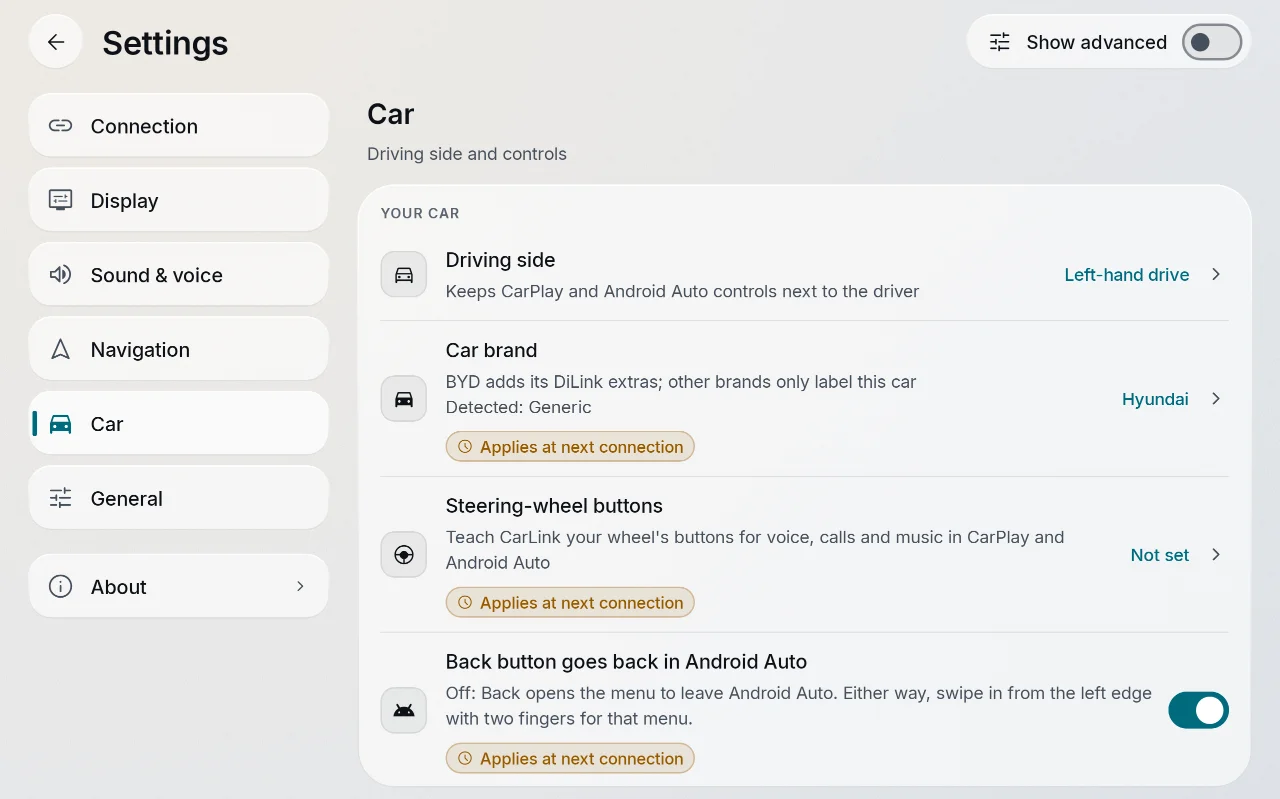 Settings
Show advanced
Connection
Display
Sound & voice
Navigation
Car
General
About
Car
Driving side and controls
YOUR CAR
Driving side
Keeps CarPlay and Android Auto controls next to the driver
Left-hand drive
Car brand
BYD adds its DiLink extras; other brands only label this car
Detected: Generic
Hyundai
Applies at next connection
Steering-wheel buttons
Teach CarLink your wheel's buttons for voice, calls and music in CarPlay and
Android Auto
Not set
Applies at next connection
Back button goes back in Android Auto
Off: Back opens the menu to leave Android Auto. Either way, swipe in from the left edge
with two fingers for that menu.
Applies at next connection